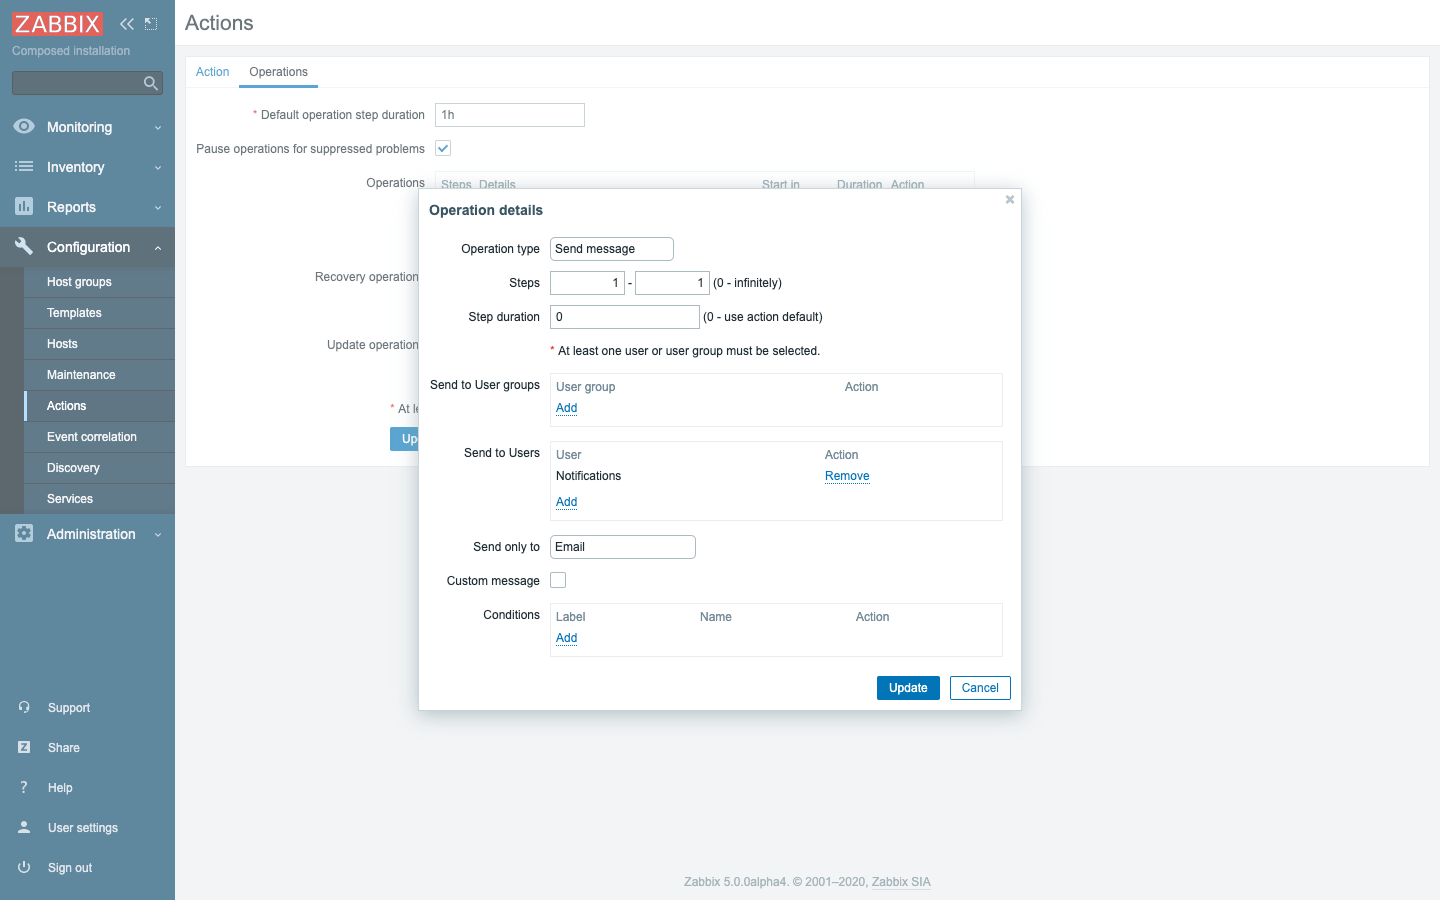 ZABBIX
Composed installation
Monitoring
Inventory
Reports
Configuration
Host groups
Templates
Hosts
Maintenance
Actions
Event correlation
Discovery
Services
Administration
Support
Z Share
? Help
User settings
Sign out
Actions
Action Operations
* Default operation step duration 1h
Pause operations for suppressed problems
Operations Steps Details Start in Duration Action
Recovery operation
Update operation
* At le
Up
Operation details
Operation type Send message
Steps 1 - 1 (0 - infinitely)
Step duration 0 (0 - use action default)
* At least one user or user group must be selected.
Send to User groups User group Action
Add
Send to Users User Action
Notifications Remove
Add
Send only to Email
Custom message
Conditions Label Name Action
Add
Update Cancel
Zabbix 5.0.0alpha4. © 2001–2020, Zabbix SIA